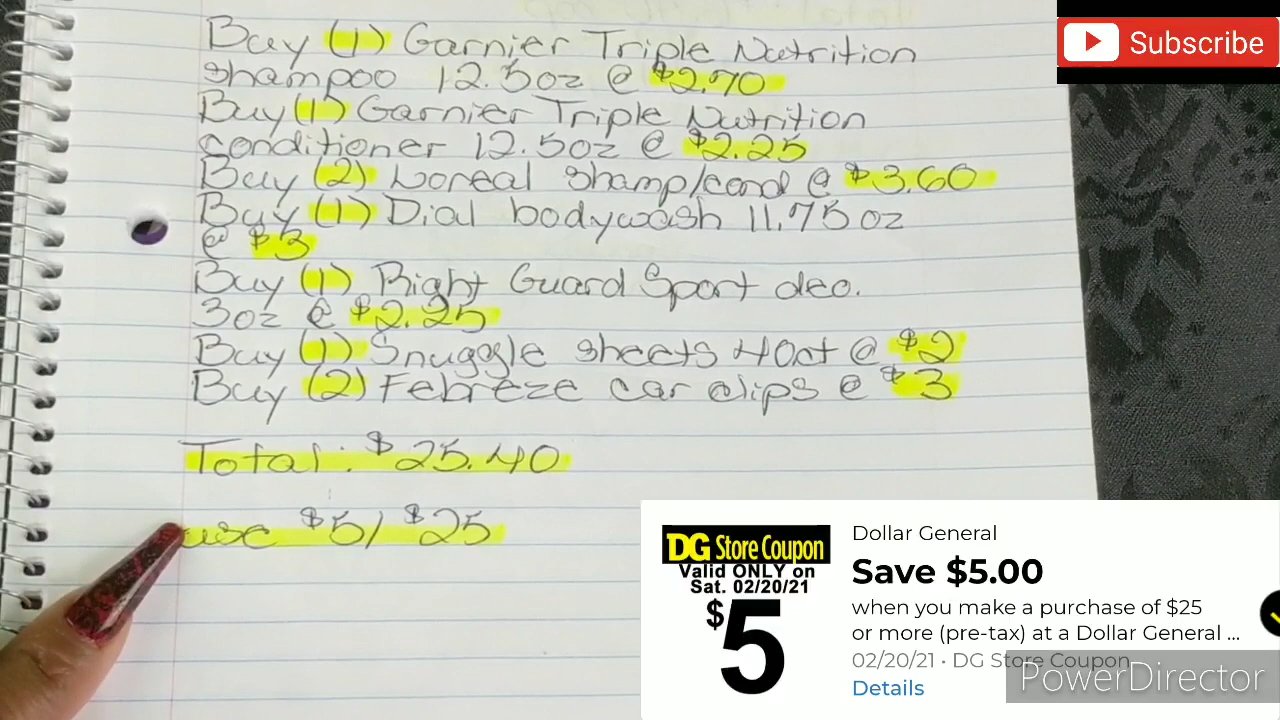 Buy (1) Garnier Triple Nutrition
shampoo 12.5oz @ $2.70
Buy (1) Garnier Triple Nutrition
conditioner 12.5oz @ $2.25
Buy (2) Loreal shamp/cond @ $3.60
Buy (1) Dial bodywash 11.75 oz
@ $3
Buy (1) Right Guard Sport deo.
3oz @ $2.25
Buy (1) Snuggle sheets 40ct @ $2
Buy (2) Febreze car clips @ $3
Total: $25.40
use $5/ $25
Subscribe
DG Store Coupon
Valid ONLY on
Sat. 02/20/21
$5
Dollar General
Save $5.00
when you make a purchase of $25
or more (pre-tax) at a Dollar General ...
02/20/21 • DG Store Coupon
Details
PowerDirector